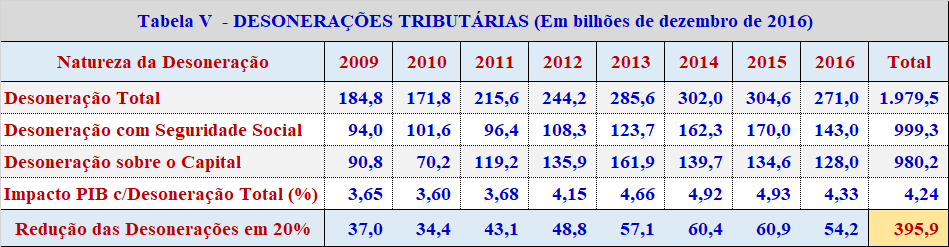 Tabela V - DESONERAÇÕES TRIBUTÁRIAS (Em bilhões de dezembro de 2016)
Natureza da Desoneração 2009 2010 2011 2012 2013 2014 2015 2016 Total
Desoneração Total 184,8 171,8 215,6 244,2 285,6 302,0 304,6 271,0 1.979,5
Desoneração com Seguridade Social 94,0 101,6 96,4 108,3 123,7 162,3 170,0 143,0 999,3
Desoneração sobre o Capital 90,8 70,2 119,2 135,9 161,9 139,7 134,6 128,0 980,2
Impacto PIB c/Desoneração Total (%) 3,65 3,60 3,68 4,15 4,66 4,92 4,93 4,33 4,24
Redução das Desonerações em 20% 37,0 34,4 43,1 48,8 57,1 60,4 60,9 54,2 395,9